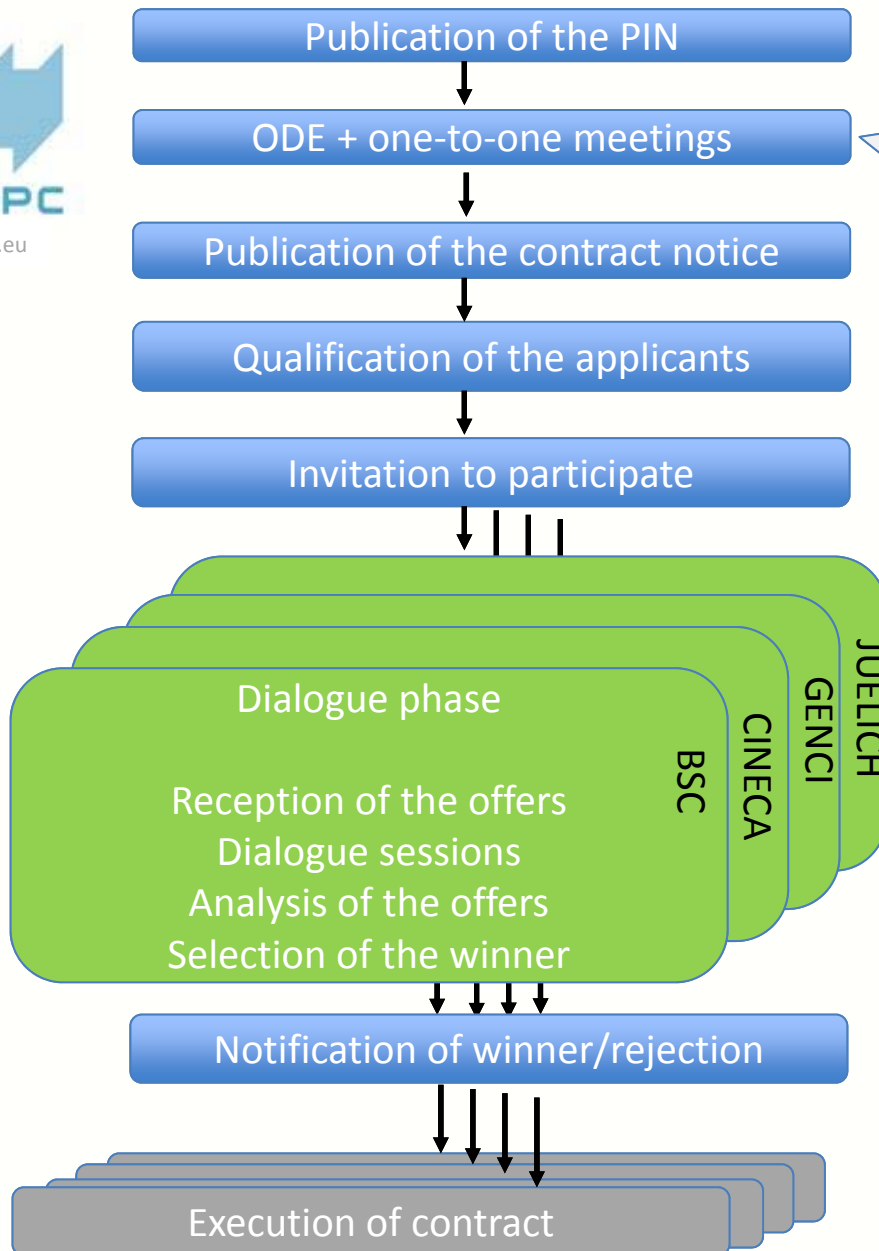 Publication of the PIN
ODE + one-to-one meetings
PC
.eu
Publication of the contract notice
Qualification of the applicants
Invitation to participate
JUELICH
GENCI
CINECA
BSC
Dialogue phase
Reception of the offers
Dialogue sessions
Analysis of the offers
Selection of the winner
Notification of winner/rejection
Execution of contract